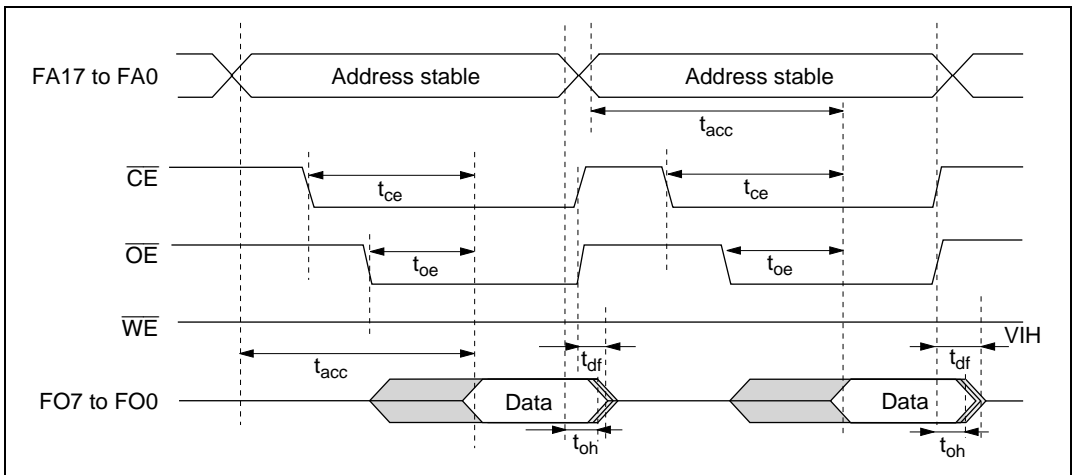 FA17 to FA0 Address stable Address stable
tacc
CE tce tce
OE toe toe
WE VIH
tacc tdf tdf
FO7 to FO0 Data Data
toh toh